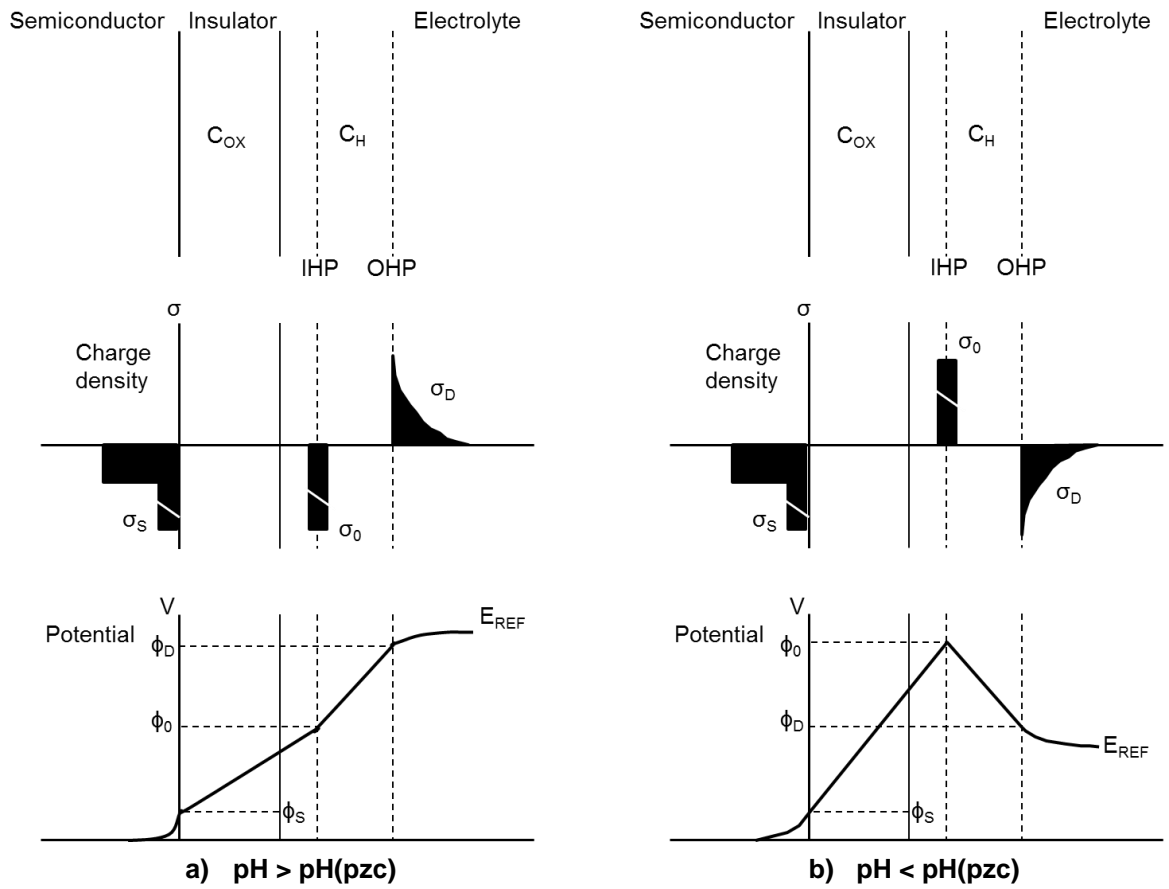 Semiconductor Insulator Electrolyte
C_OX C_H
IHP OHP
σ
Charge
density
σ_D
σ_S
σ_0
V
Potential
E_REF
ϕ_D
ϕ_0
ϕ_S
a) pH > pH(pzc)
Semiconductor Insulator Electrolyte
C_OX C_H
IHP OHP
σ
Charge
density
σ_0
σ_S
σ_D
V
Potential
ϕ_0
ϕ_D
E_REF
ϕ_S
b) pH < pH(pzc)